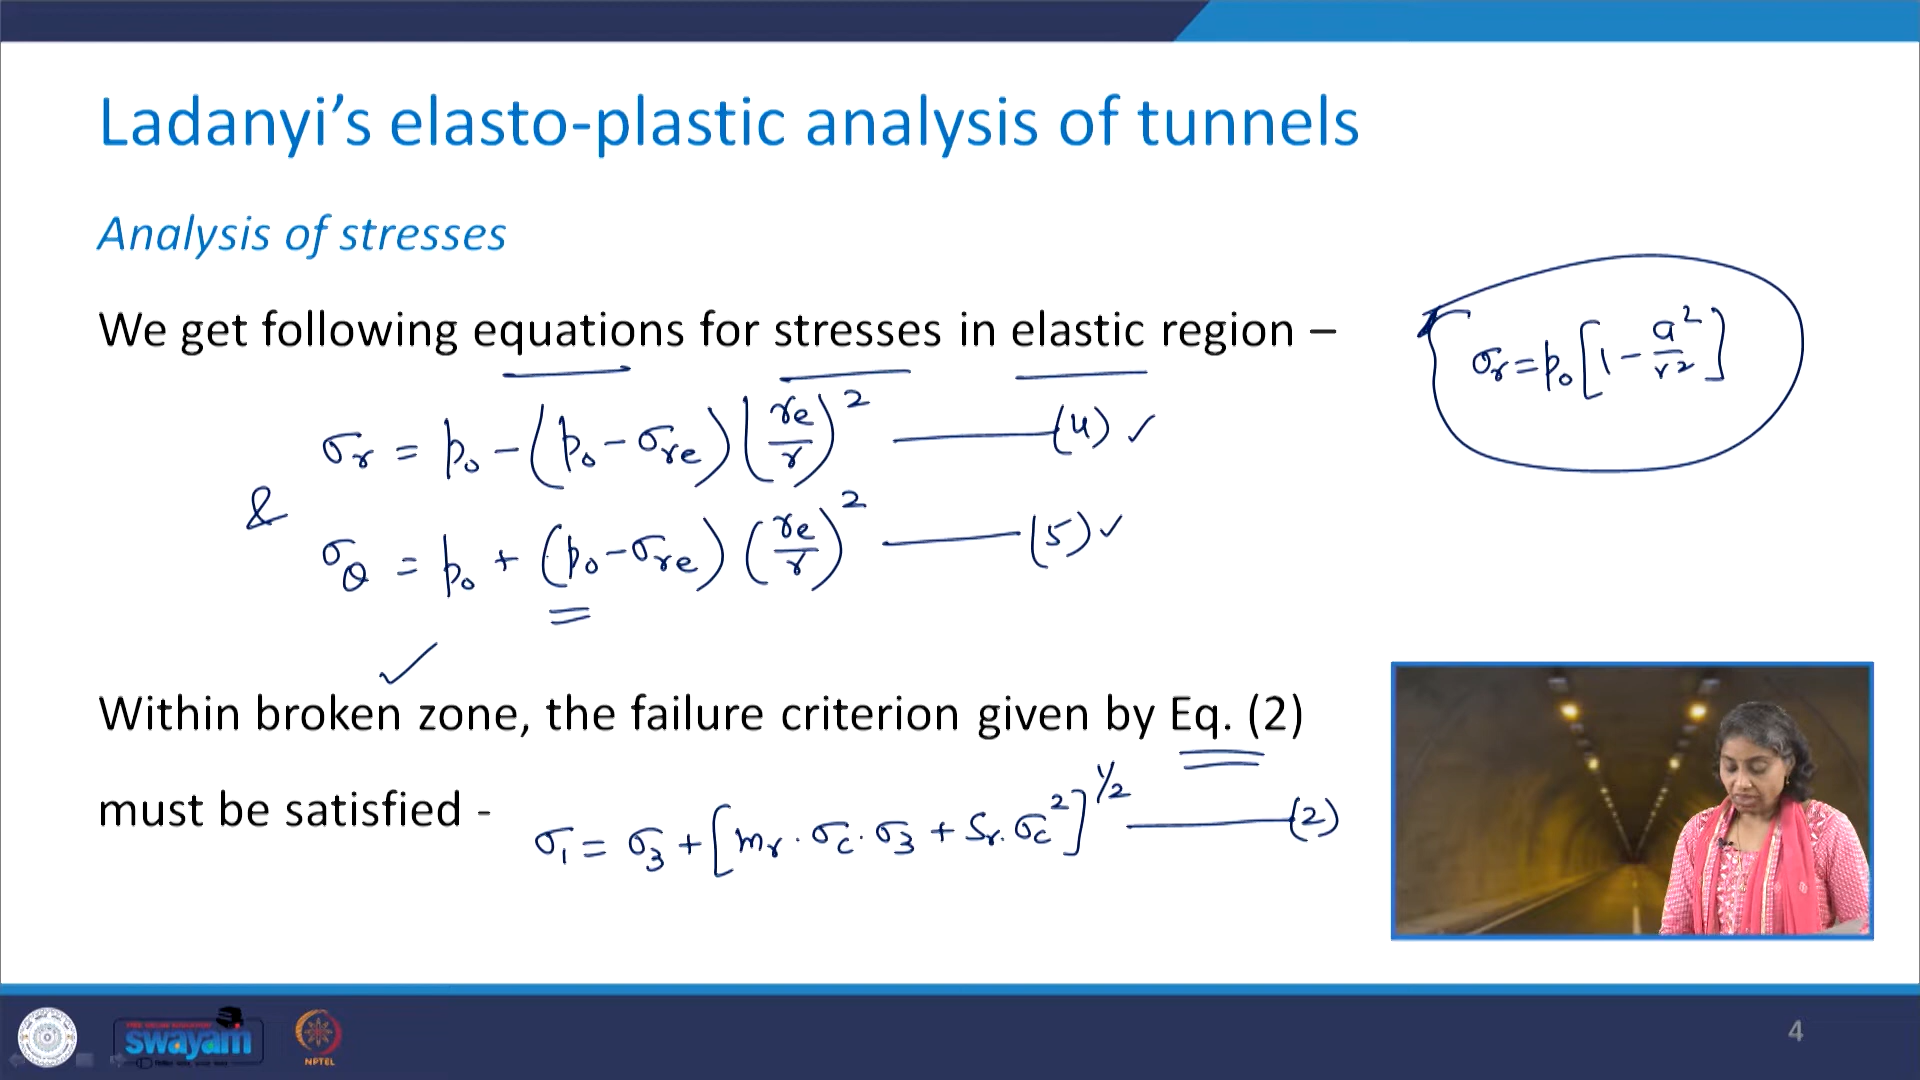 Ladanyi’s elasto-plastic analysis of tunnels
Analysis of stresses
We get following equations for stresses in elastic region –
σr = p₀ [1 - a²/r²]
σr = p₀ - (p₀ - σre) (re/r)² —— (4) ✓
&
σθ = p₀ + (p₀ - σre) (re/r)² —— (5) ✓
Within broken zone, the failure criterion given by Eq. (2)
must be satisfied -
σ₁ = σ₃ + [mr · σc · σ₃ + Sr · σc²]^1/2 —— (2)
swayam
NPTEL
4